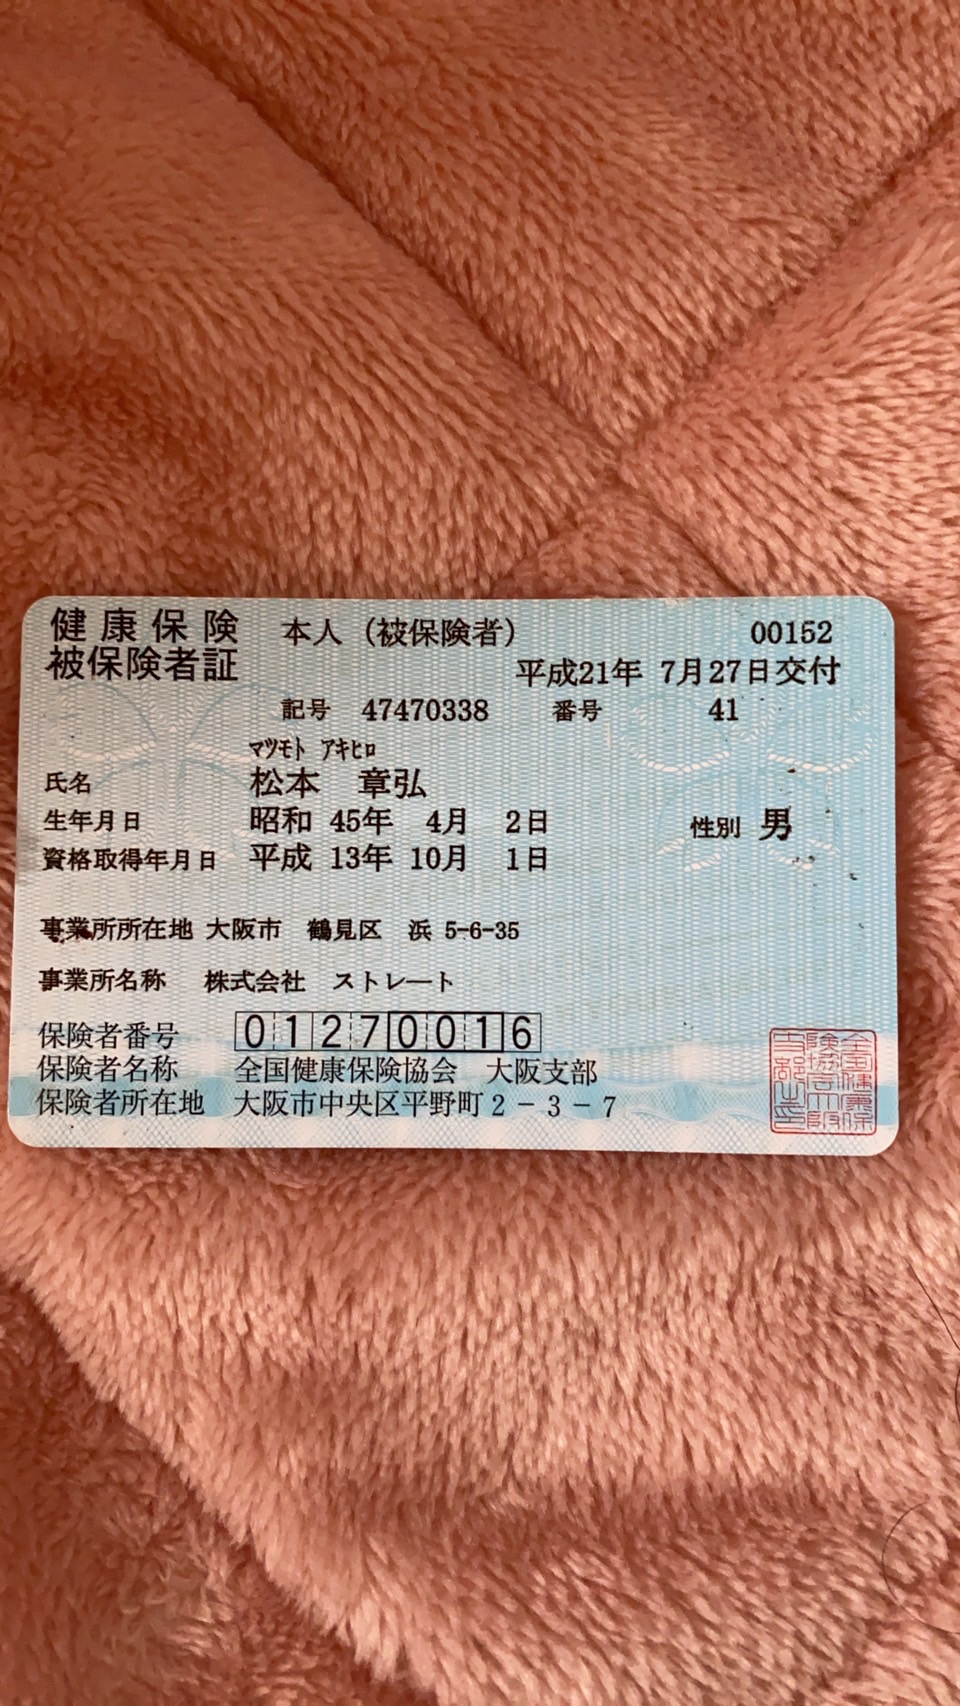 健康保険 本人（被保険者） 00152
被保険者証 平成21年 7月27日交付
記号 47470338 番号 41
ﾏﾂﾓﾄ ｱｷﾋﾛ
氏名 松本 章弘
生年月日 昭和 45年 4月 2日 性別 男
資格取得年月日 平成 13年 10月 1日
事業所所在地 大阪市 鶴見区 浜 5-6-35
事業所名称 株式会社 ストレート
保険者番号 01270016
保険者名称 全国健康保険協会 大阪支部
保険者所在地 大阪市中央区平野町２－３－７